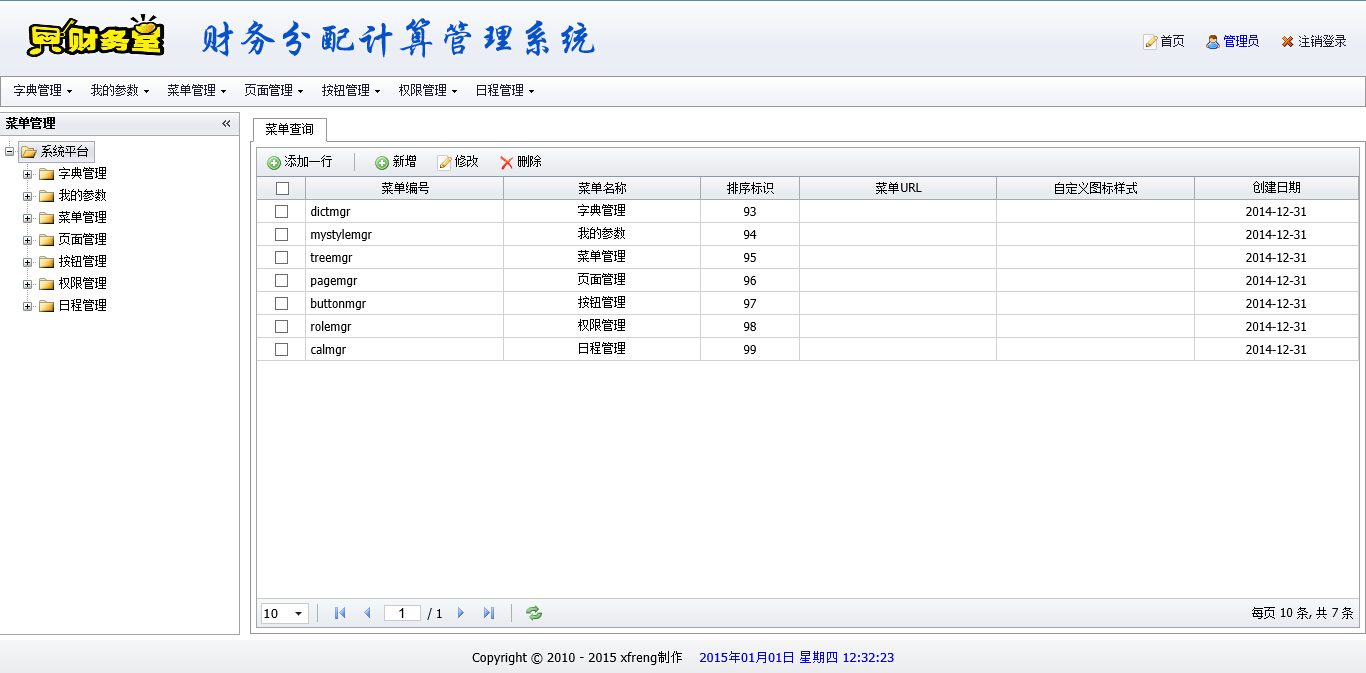 贝财务堂 财务分配计算管理系统
首页 管理员 注销登录
字典管理 我的参数 菜单管理 页面管理 按钮管理 权限管理 日程管理
菜单管理 «
系统平台
字典管理
我的参数
菜单管理
页面管理
按钮管理
权限管理
日程管理
菜单查询
添加一行 新增 修改 删除
菜单编号 菜单名称 排序标识 菜单URL 自定义图标样式 创建日期
dictmgr 字典管理 93 2014-12-31
mystylemgr 我的参数 94 2014-12-31
treemgr 菜单管理 95 2014-12-31
pagemgr 页面管理 96 2014-12-31
buttonmgr 按钮管理 97 2014-12-31
rolemgr 权限管理 98 2014-12-31
calmgr 日程管理 99 2014-12-31
10 1 / 1 每页 10 条, 共 7 条
Copyright © 2010 - 2015 xfreng制作 2015年01月01日 星期四 12:32:23